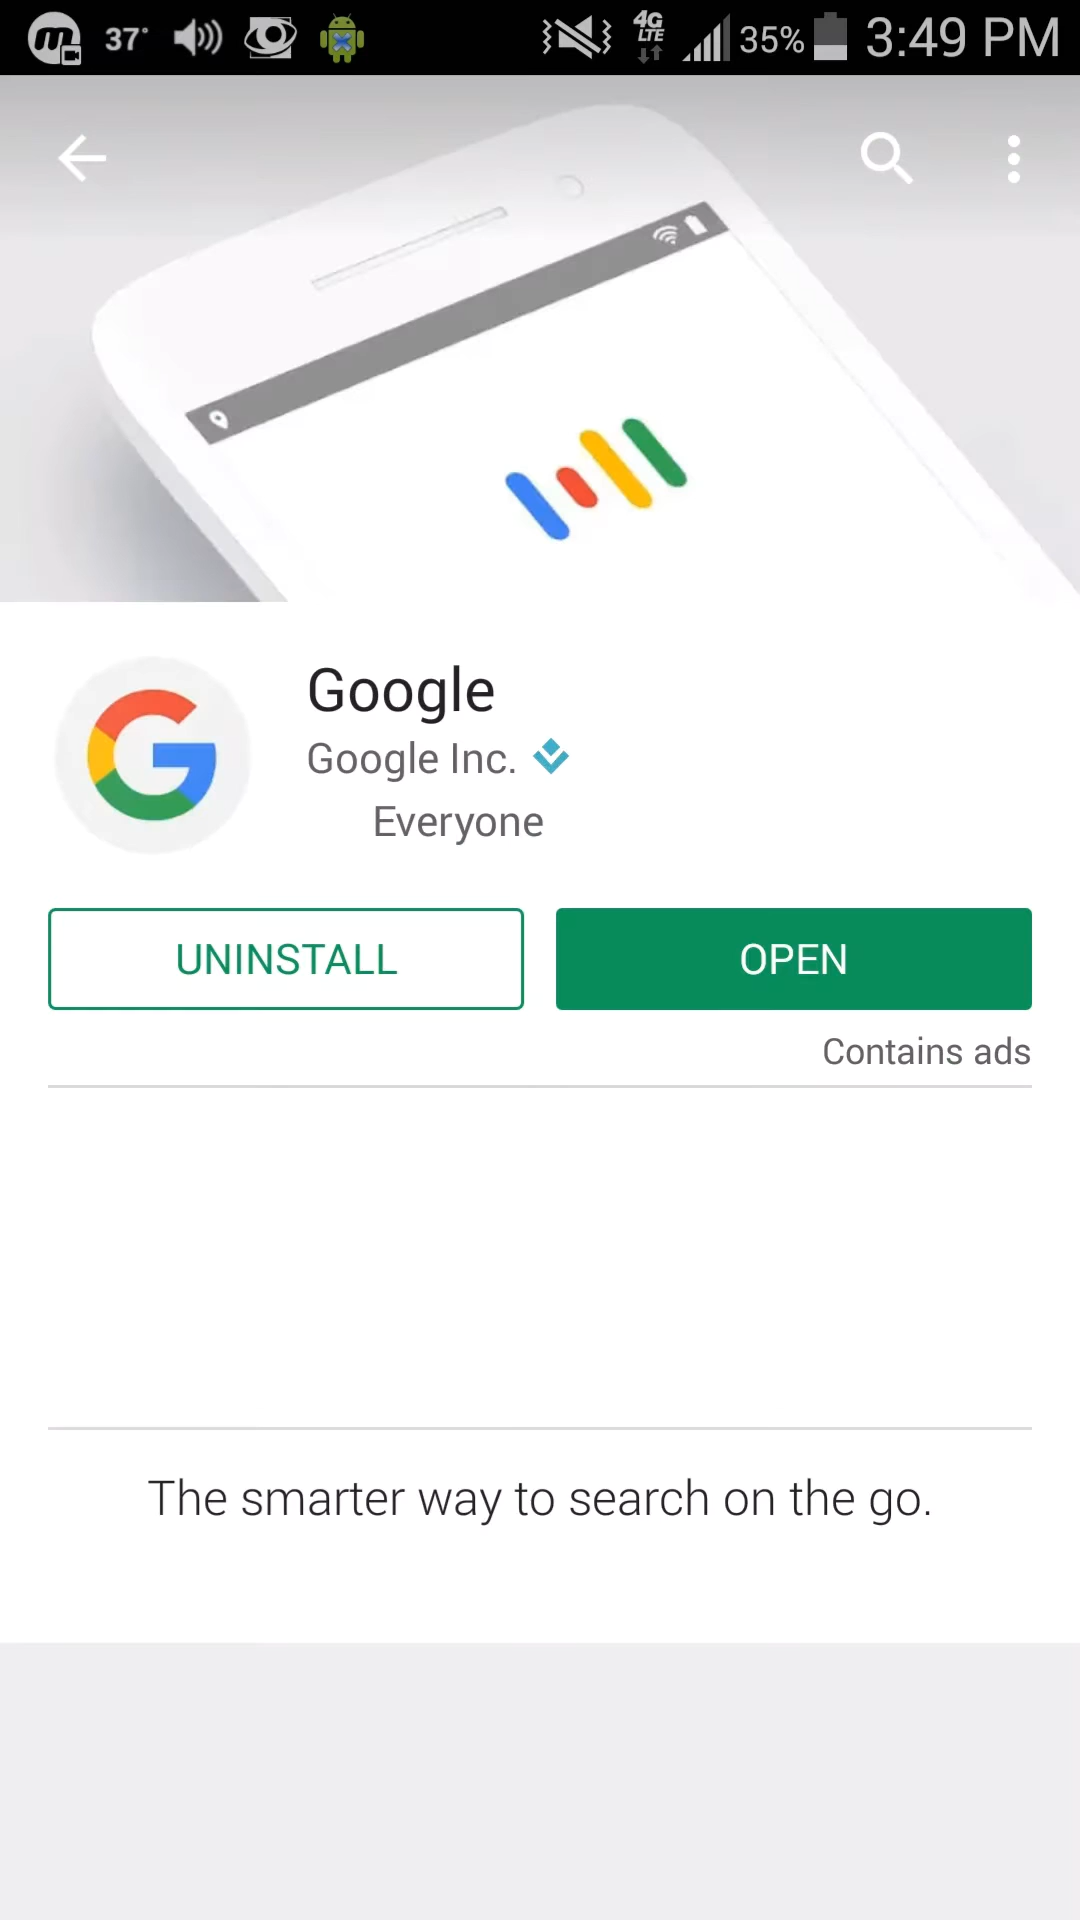 37° 4G LTE 35% 3:49 PM
Google
Google Inc.
Everyone
UNINSTALL OPEN
Contains ads
The smarter way to search on the go.